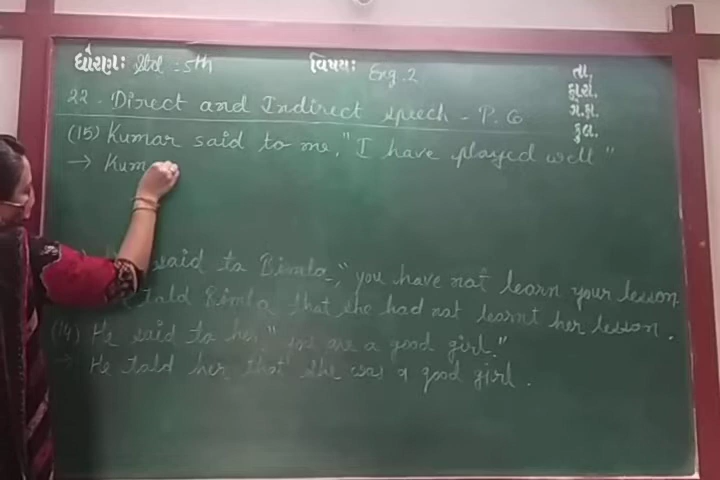 ધોરણઃ Std : 5th વિષયઃ Eng. 2 તા,
22. Direct and Indirect speech - P. G
(15) Kumar said to me, "I have played well"
→ Kum
said to Bimla, "you have not learn your lesson.
told Bimla that she had not learnt her lesson.
(14) He said to her, "you are a good girl."
→ He told her that she was a good girl.